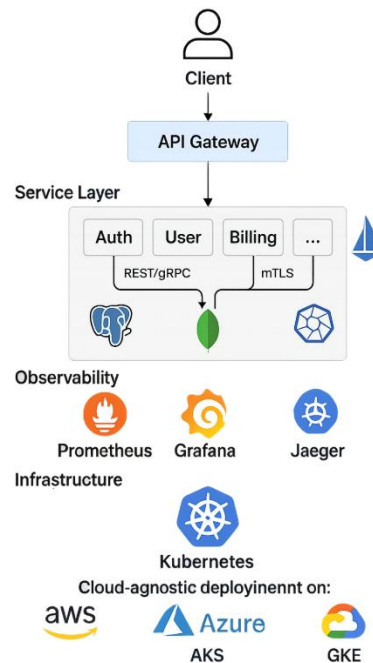 Client
API Gateway
Service Layer
Auth User Billing ...
REST/gRPC mTLS
Observability
Prometheus Grafana Jaeger
Infrastructure
Kubernetes
Cloud-agnostic deployinennt on:
aws Azure
AKS GKE